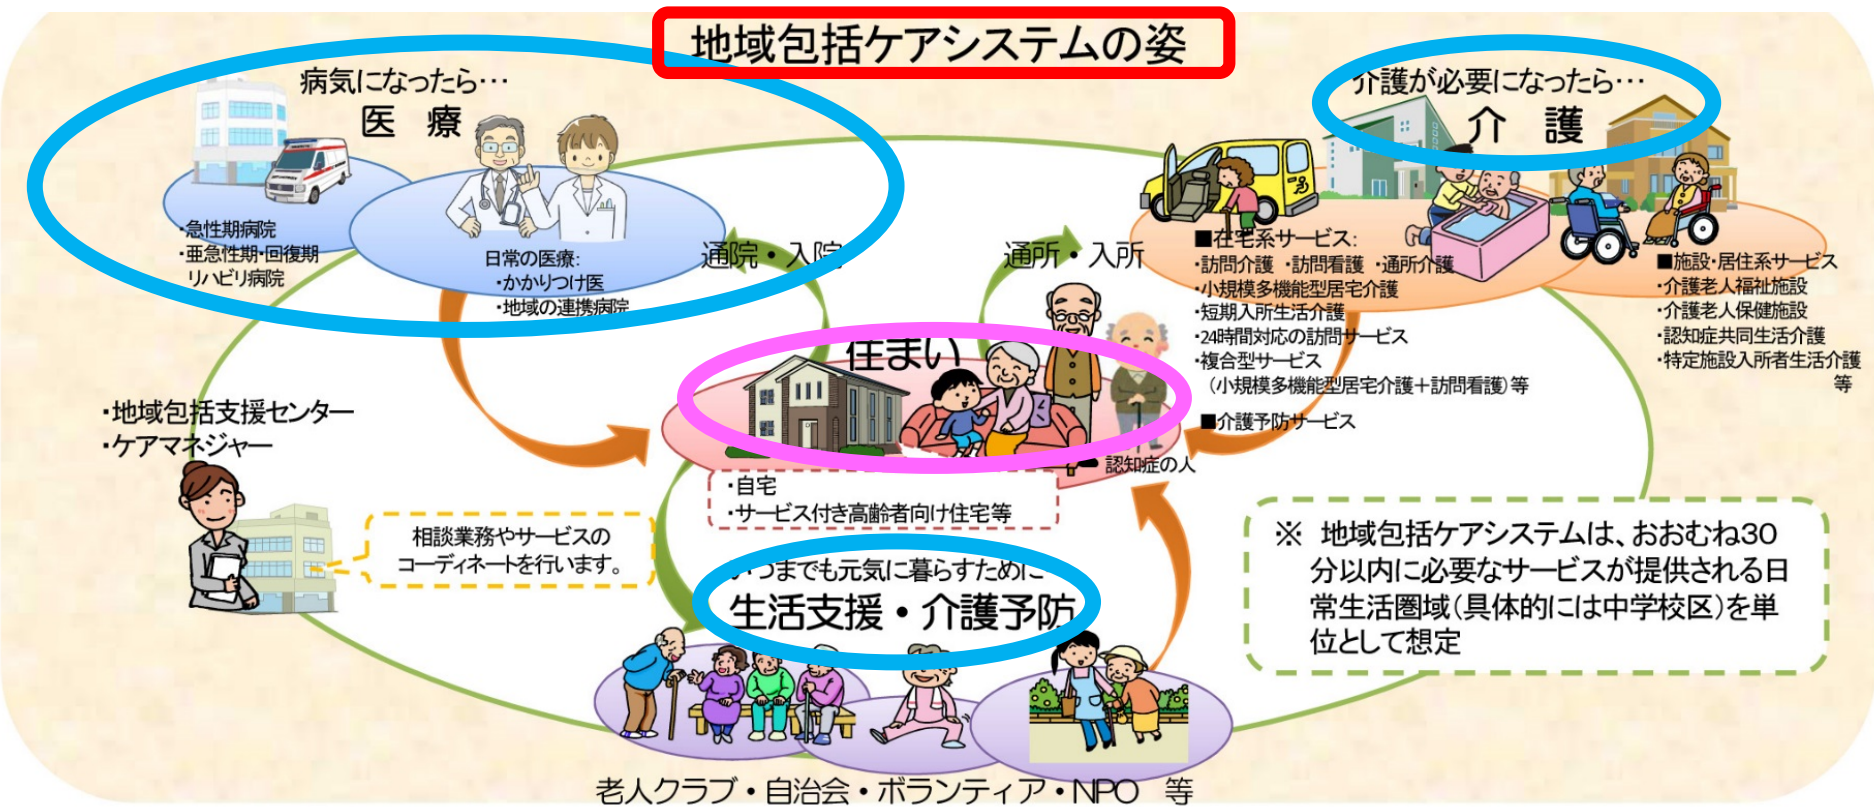 地域包括ケアシステムの姿
病気になったら…
医 療
・急性期病院
・亜急性期・回復期
リハビリ病院
日常の医療:
・かかりつけ医
・地域の連携病院
通院・入院
通所・入所
介護が必要になったら…
介 護
■在宅系サービス:
・訪問介護 ・訪問看護 ・通所介護
・小規模多機能型居宅介護
・短期入所生活介護
・24時間対応の訪問サービス
・複合型サービス
(小規模多機能型居宅介護+訪問看護)等
■介護予防サービス
■施設・居住系サービス
・介護老人福祉施設
・介護老人保健施設
・認知症共同生活介護
・特定施設入所者生活介護
等
住まい
認知症の人
・自宅
・サービス付き高齢者向け住宅等
・地域包括支援センター
・ケアマネジャー
相談業務やサービスの
コーディネートを行います。
いつまでも元気に暮らすために
生活支援・介護予防
※ 地域包括ケアシステムは、おおむね30
分以内に必要なサービスが提供される日
常生活圏域(具体的には中学校区)を単
位として想定
老人クラブ・自治会・ボランティア・NPO 等